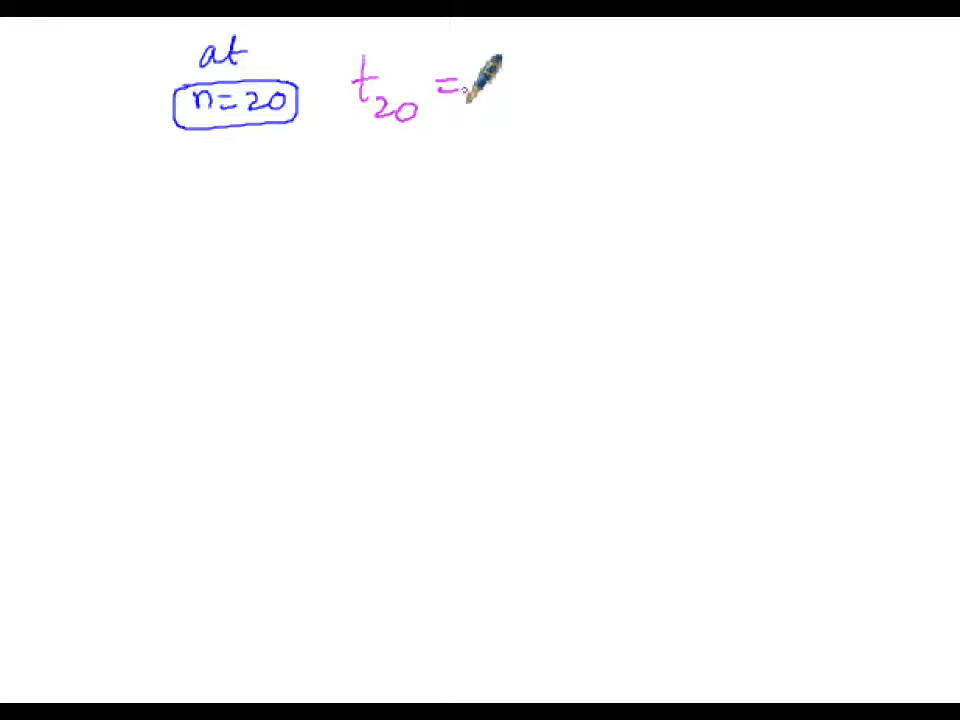 at
n=20 t₂₀ =